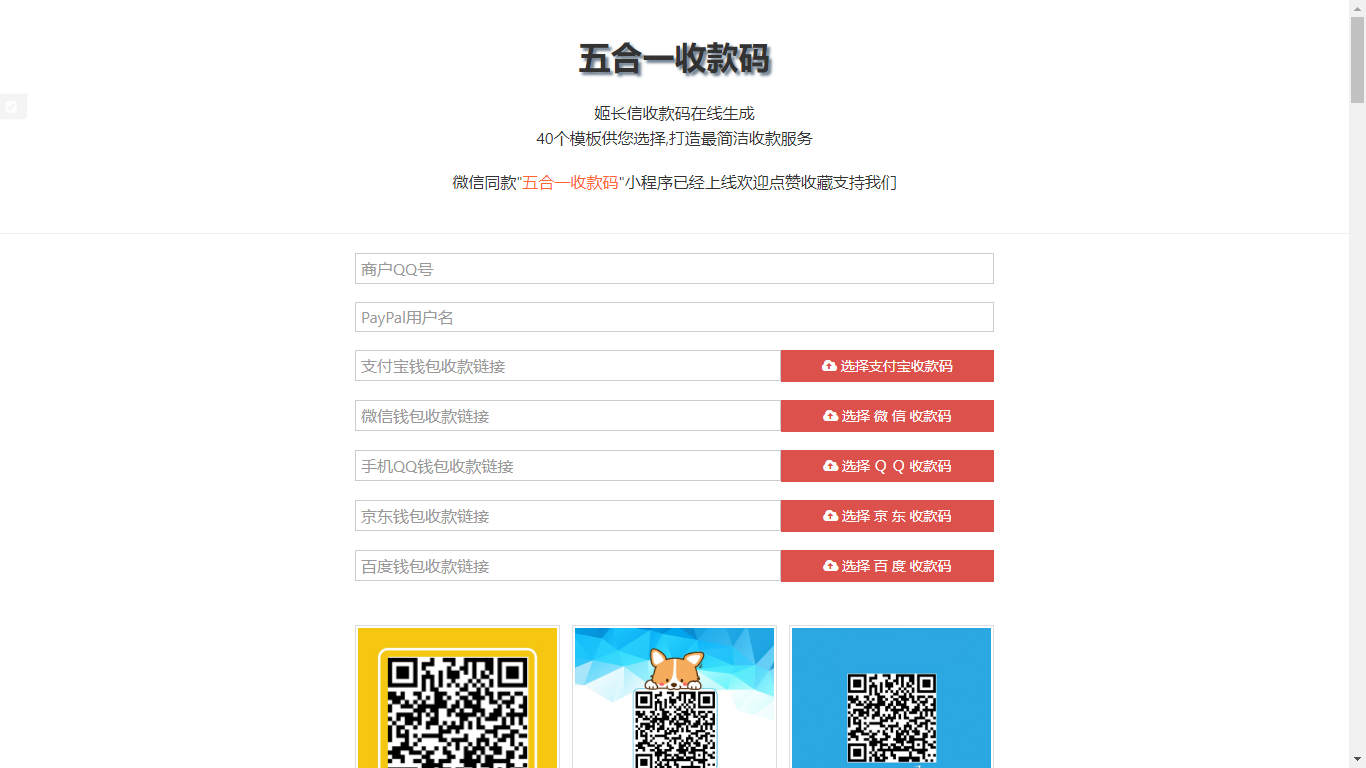 五合一收款码
姬长信收款码在线生成
40个模板供您选择,打造最简洁收款服务
微信同款"五合一收款码"小程序已经上线欢迎点赞收藏支持我们
商户QQ号
PayPal用户名
支付宝钱包收款链接
选择支付宝收款码
微信钱包收款链接
选择 微 信 收款码
手机QQ钱包收款链接
选择 Ｑ Ｑ 收款码
京东钱包收款链接
选择 京 东 收款码
百度钱包收款链接
选择 百 度 收款码